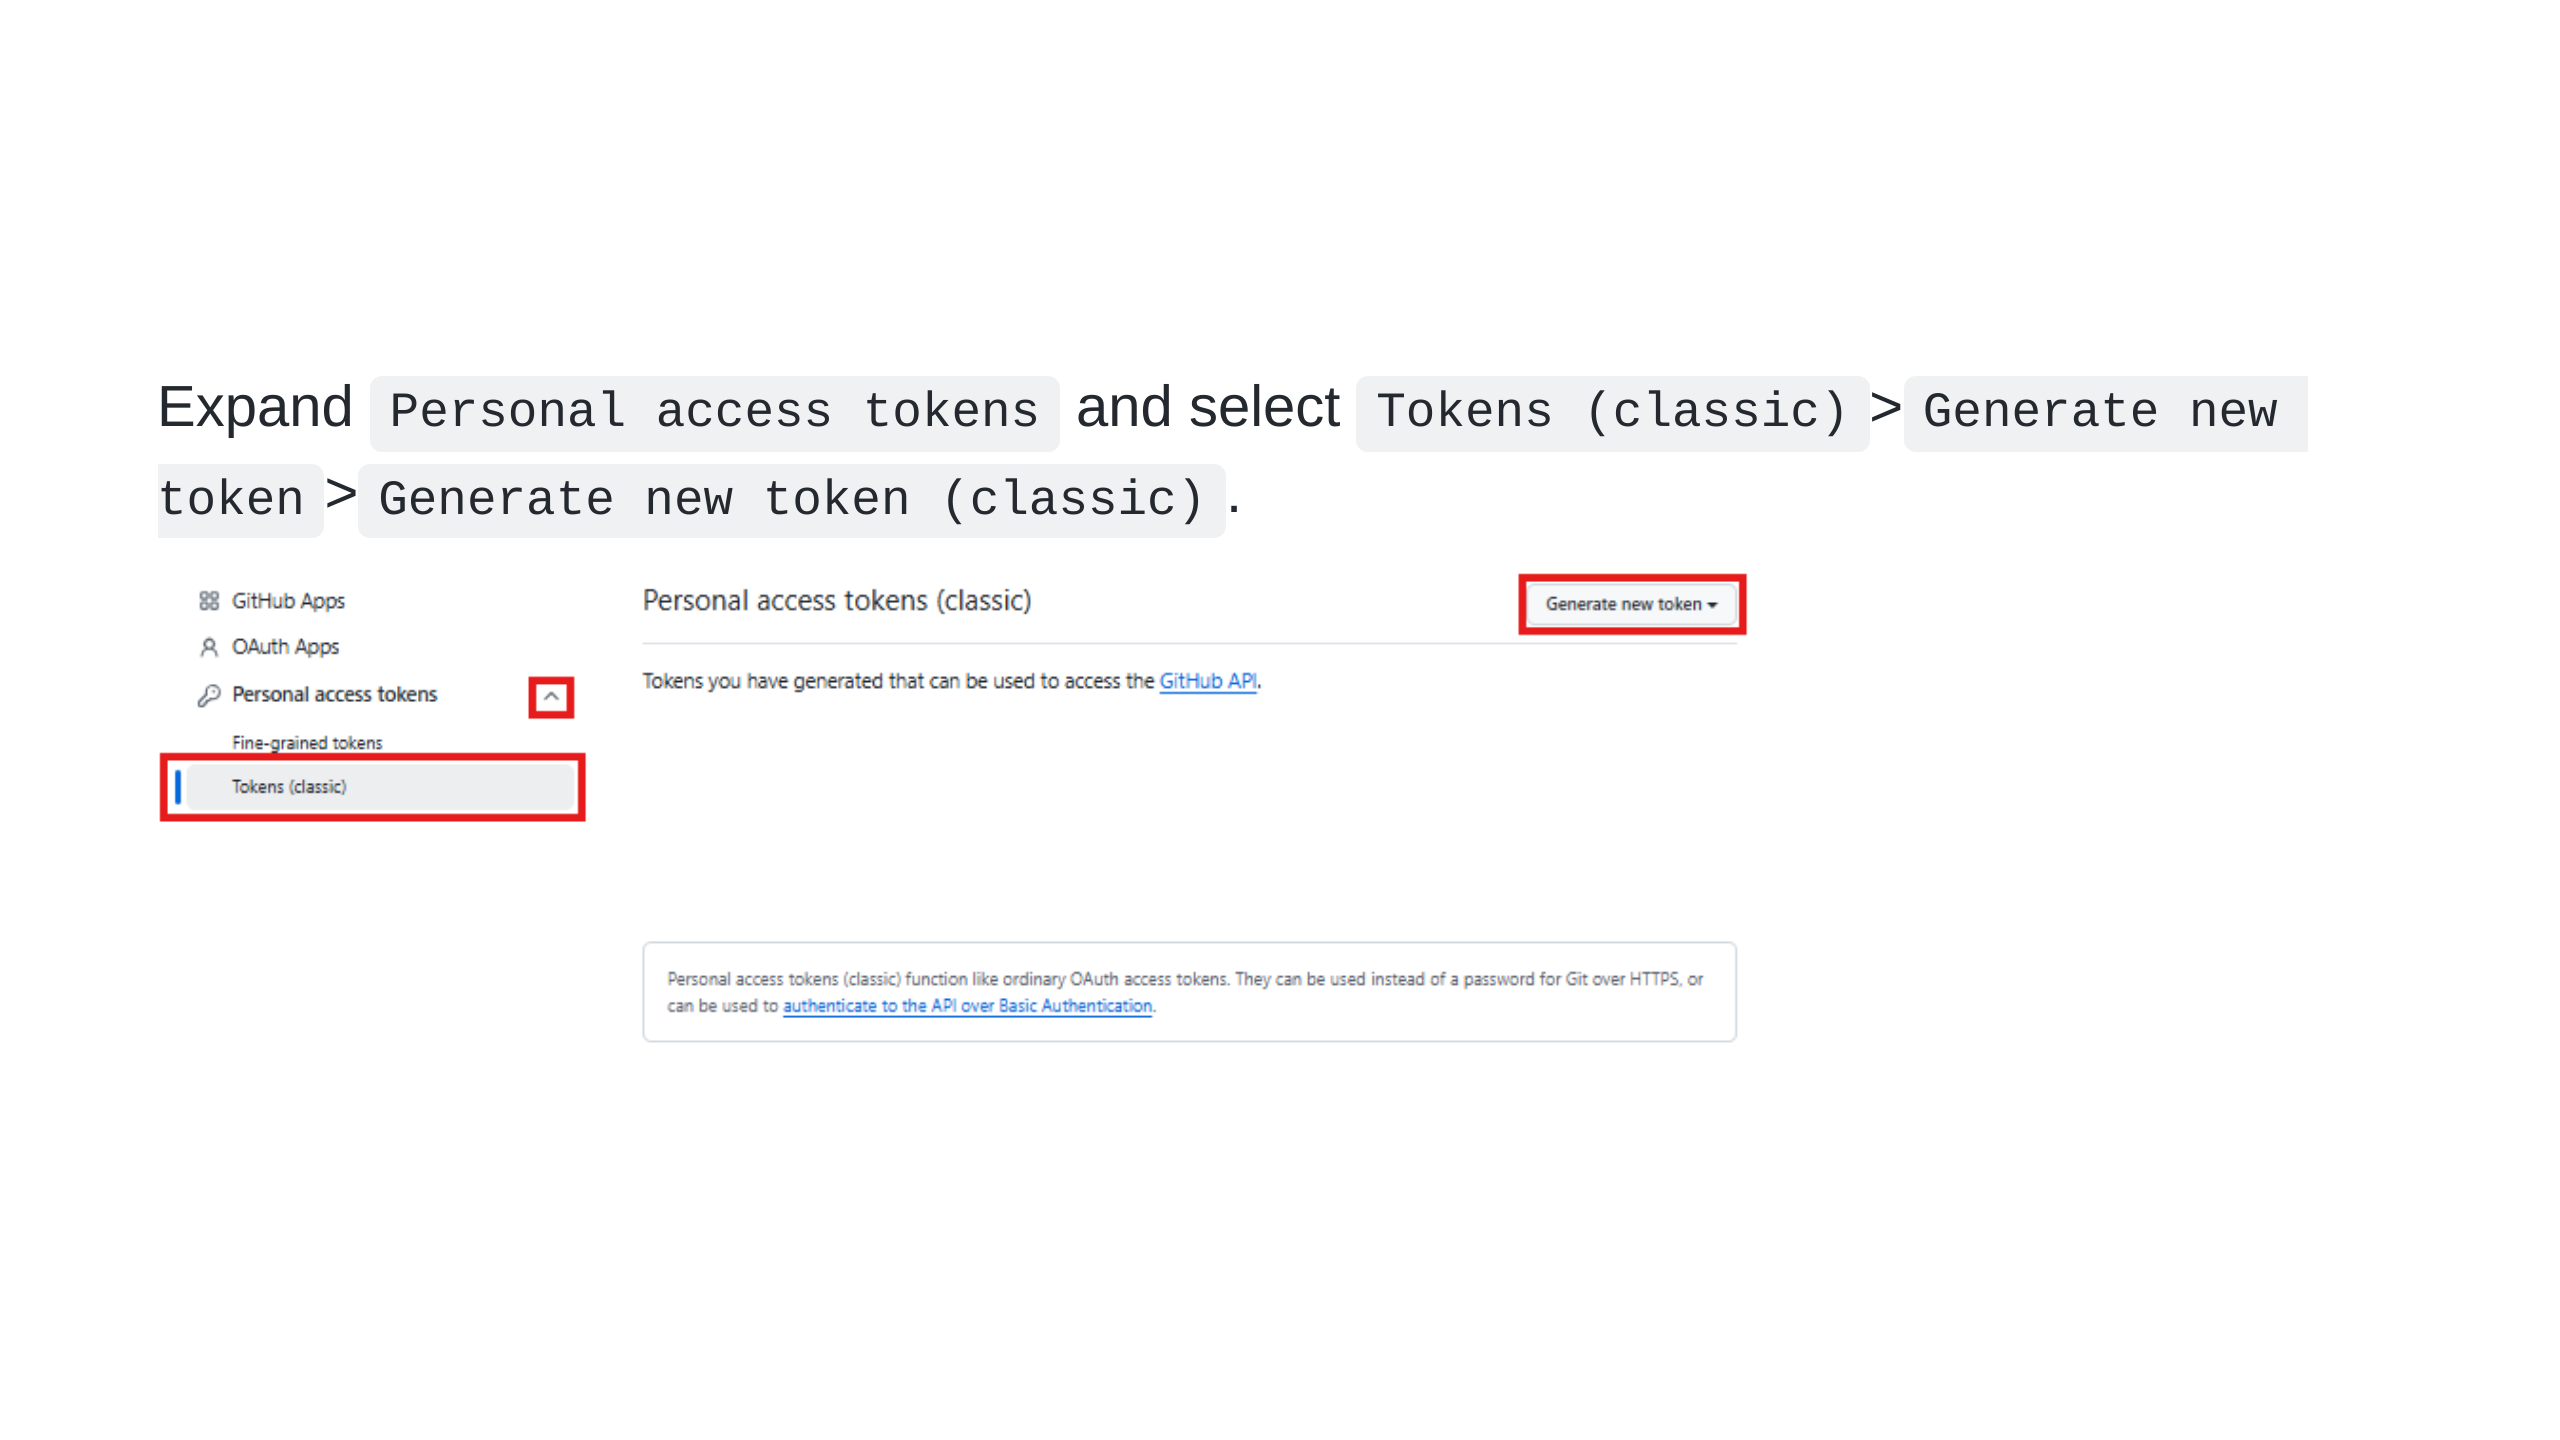 Expand Personal access tokens and select Tokens (classic)>Generate new
token>Generate new token (classic).
GitHub Apps
OAuth Apps
Personal access tokens
Fine-grained tokens
Tokens (classic)
Personal access tokens (classic)
Generate new token
Tokens you have generated that can be used to access the GitHub API.
Personal access tokens (classic) function like ordinary OAuth access tokens. They can be used instead of a password for Git over HTTPS, or
can be used to authenticate to the API over Basic Authentication.